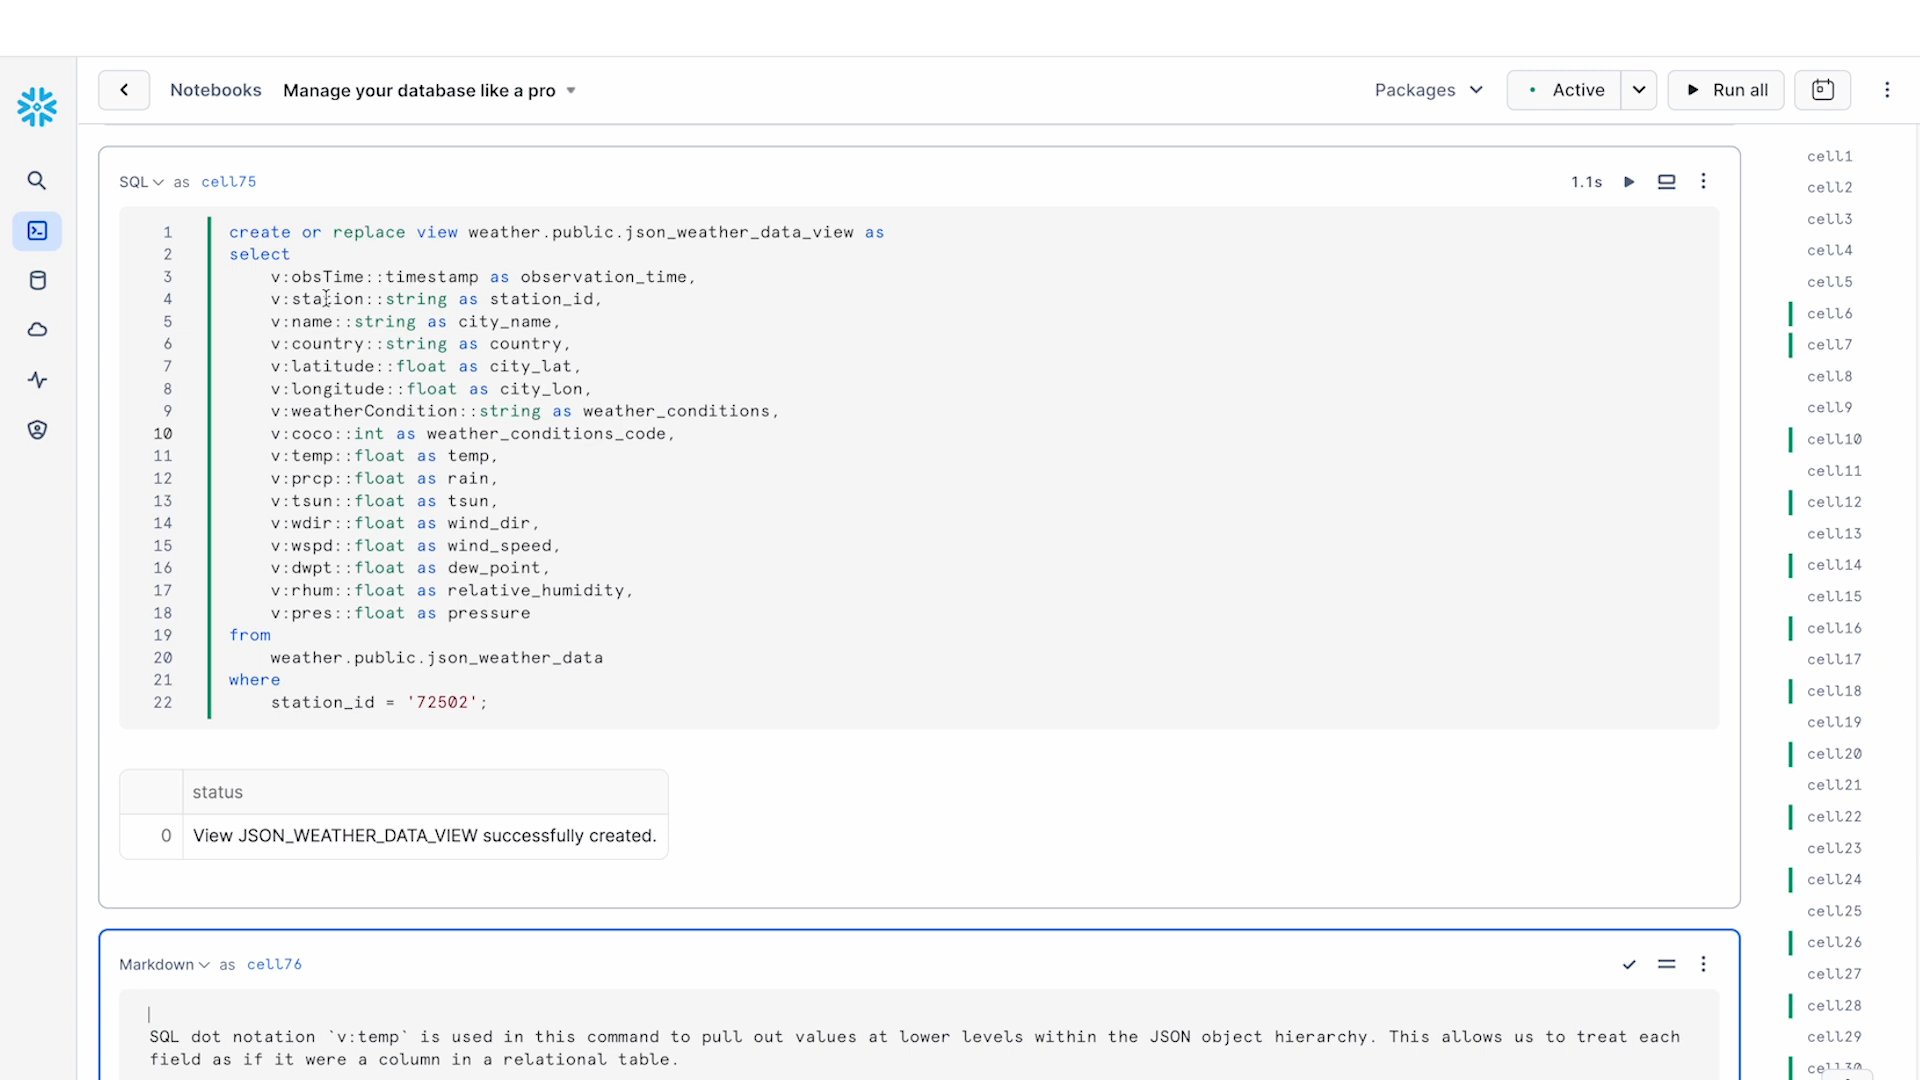 Notebooks Manage your database like a pro
Packages Active Run all
SQL as cell75 1.1s
1 create or replace view weather.public.json_weather_data_view as
2 select
3 v:obsTime::timestamp as observation_time,
4 v:station::string as station_id,
5 v:name::string as city_name,
6 v:country::string as country,
7 v:latitude::float as city_lat,
8 v:longitude::float as city_lon,
9 v:weatherCondition::string as weather_conditions,
10 v:coco::int as weather_conditions_code,
11 v:temp::float as temp,
12 v:prcp::float as rain,
13 v:tsun::float as tsun,
14 v:wdir::float as wind_dir,
15 v:wspd::float as wind_speed,
16 v:dwpt::float as dew_point,
17 v:rhum::float as relative_humidity,
18 v:pres::float as pressure
19 from
20 weather.public.json_weather_data
21 where
22 station_id = '72502';
status
0 View JSON_WEATHER_DATA_VIEW successfully created.
Markdown as cell76
SQL dot notation `v:temp` is used in this command to pull out values at lower levels within the JSON object hierarchy. This allows us to treat each
field as if it were a column in a relational table.
cell1
cell2
cell3
cell4
cell5
cell6
cell7
cell8
cell9
cell10
cell11
cell12
cell13
cell14
cell15
cell16
cell17
cell18
cell19
cell20
cell21
cell22
cell23
cell24
cell25
cell26
cell27
cell28
cell29
cell30